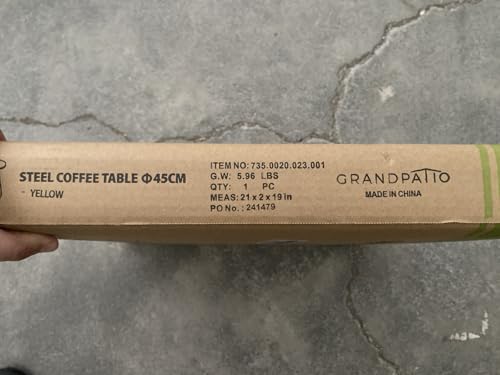 STEEL COFFEE TABLE Φ45CM
- YELLOW
ITEM NO: 735.0020.023.001
G.W: 5.96 LBS
QTY: 1 PC
MEAS: 21 x 2 x 19 in
PO No.: 241479
GRANDPATIO
MADE IN CHINA